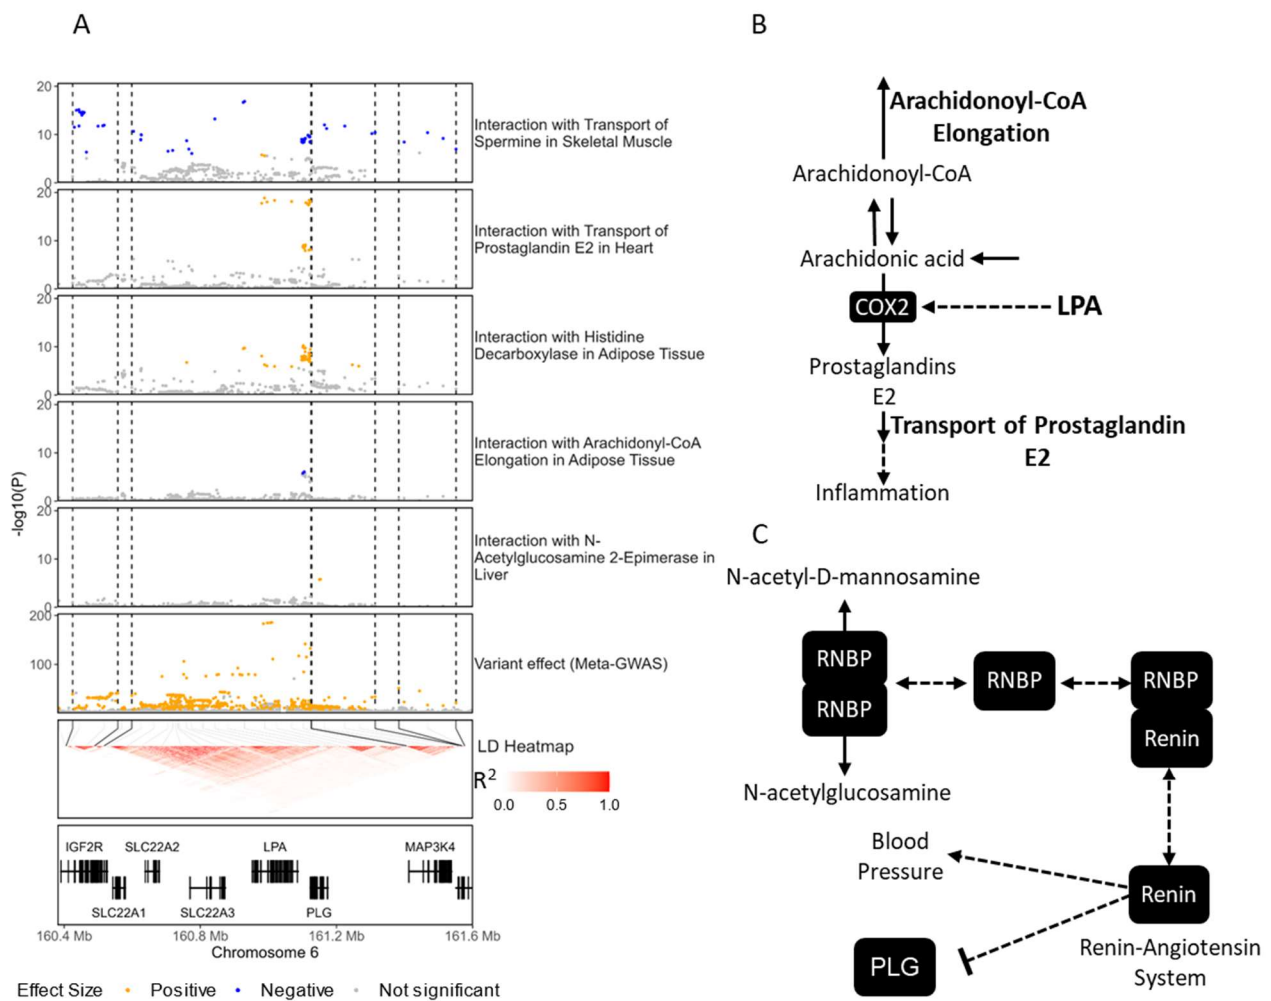 A
20
10
0
Interaction with Transport of
Spermine in Skeletal Muscle
20
10
0
Interaction with Transport of
Prostaglandin E2 in Heart
20
10
0
Interaction with Histidine
Decarboxylase in Adipose Tissue
20
10
0
Interaction with Arachidonyl-CoA
Elongation in Adipose Tissue
20
10
0
Interaction with N-
Acetylglucosamine 2-Epimerase in
Liver
200
100
Variant effect (Meta-GWAS)
-log10(P)
LD Heatmap
R2
0.0 0.5 1.0
IGF2R SLC22A2 LPA MAP3K4
SLC22A1 SLC22A3 PLG
160.4 Mb 160.8 Mb 161.2 Mb 161.6 Mb
Chromosome 6
Effect Size Positive Negative Not significant
B
Arachidonoyl-CoA
Elongation
Arachidonoyl-CoA
Arachidonic acid
COX2 LPA
Prostaglandins
E2
Transport of Prostaglandin
E2
Inflammation
C
N-acetyl-D-mannosamine
RNBP
RNBP
RNBP
RNBP
Renin
N-acetylglucosamine
Blood
Pressure
Renin
PLG
Renin-Angiotensin
System